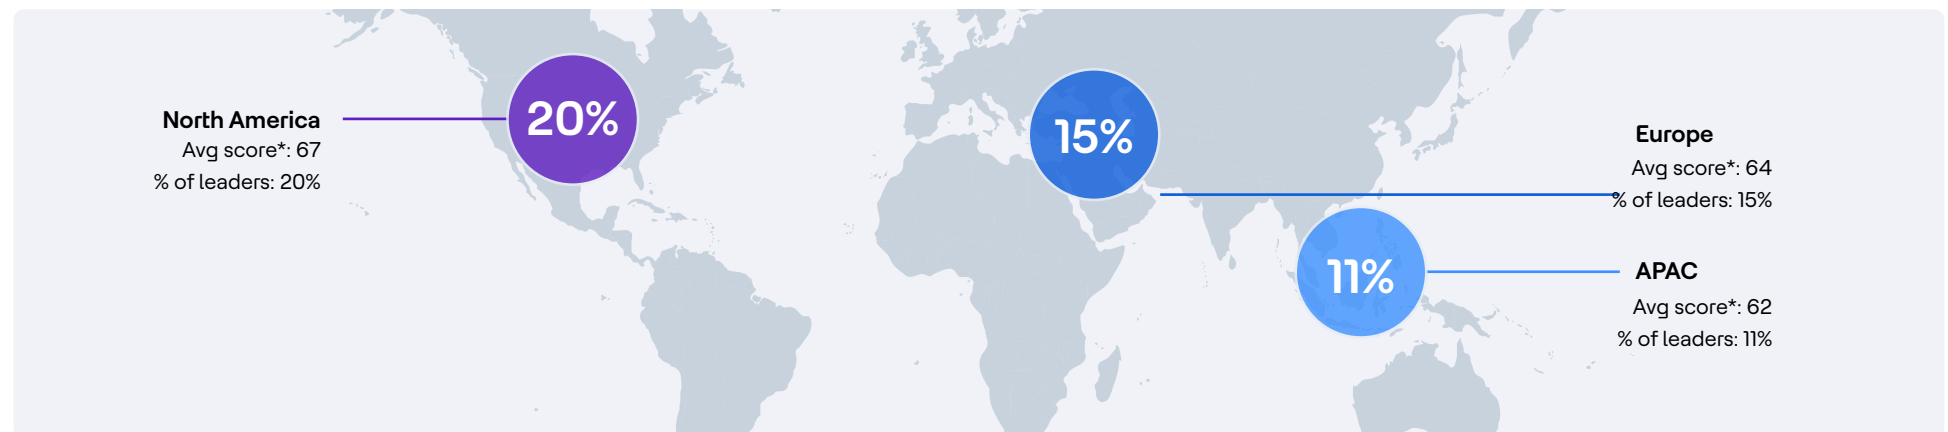 North America
Avg score*: 67
% of leaders: 20%
20%
15%
Europe
Avg score*: 64
% of leaders: 15%
11%
APAC
Avg score*: 62
% of leaders: 11%